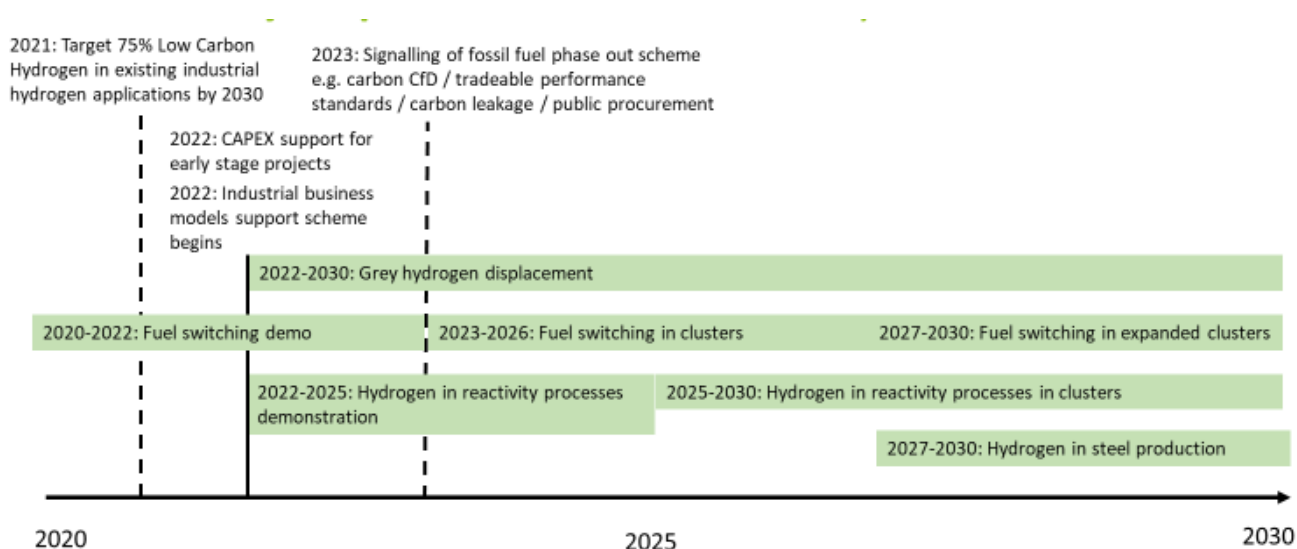 2021: Target 75% Low Carbon
Hydrogen in existing industrial
hydrogen applications by 2030
2023: Signalling of fossil fuel phase out scheme
e.g. carbon CfD / tradeable performance
standards / carbon leakage / public procurement
2022: CAPEX support for
early stage projects
2022: Industrial business
models support scheme
begins
2022-2030: Grey hydrogen displacement
2020-2022: Fuel switching demo
2023-2026: Fuel switching in clusters
2027-2030: Fuel switching in expanded clusters
2022-2025: Hydrogen in reactivity processes
demonstration
2025-2030: Hydrogen in reactivity processes in clusters
2027-2030: Hydrogen in steel production
2020
2025
2030